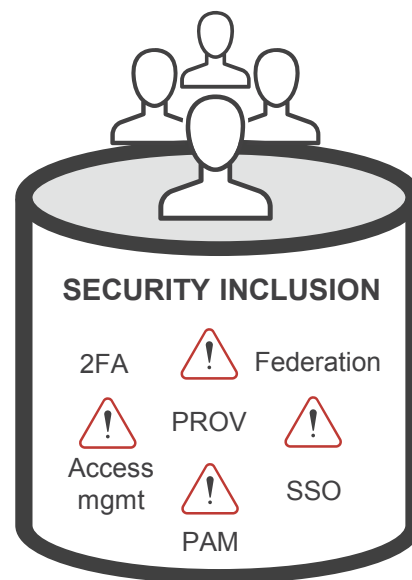 SECURITY INCLUSION
2FA
!
Federation
!
PROV
!
Access
mgmt
!
SSO
PAM